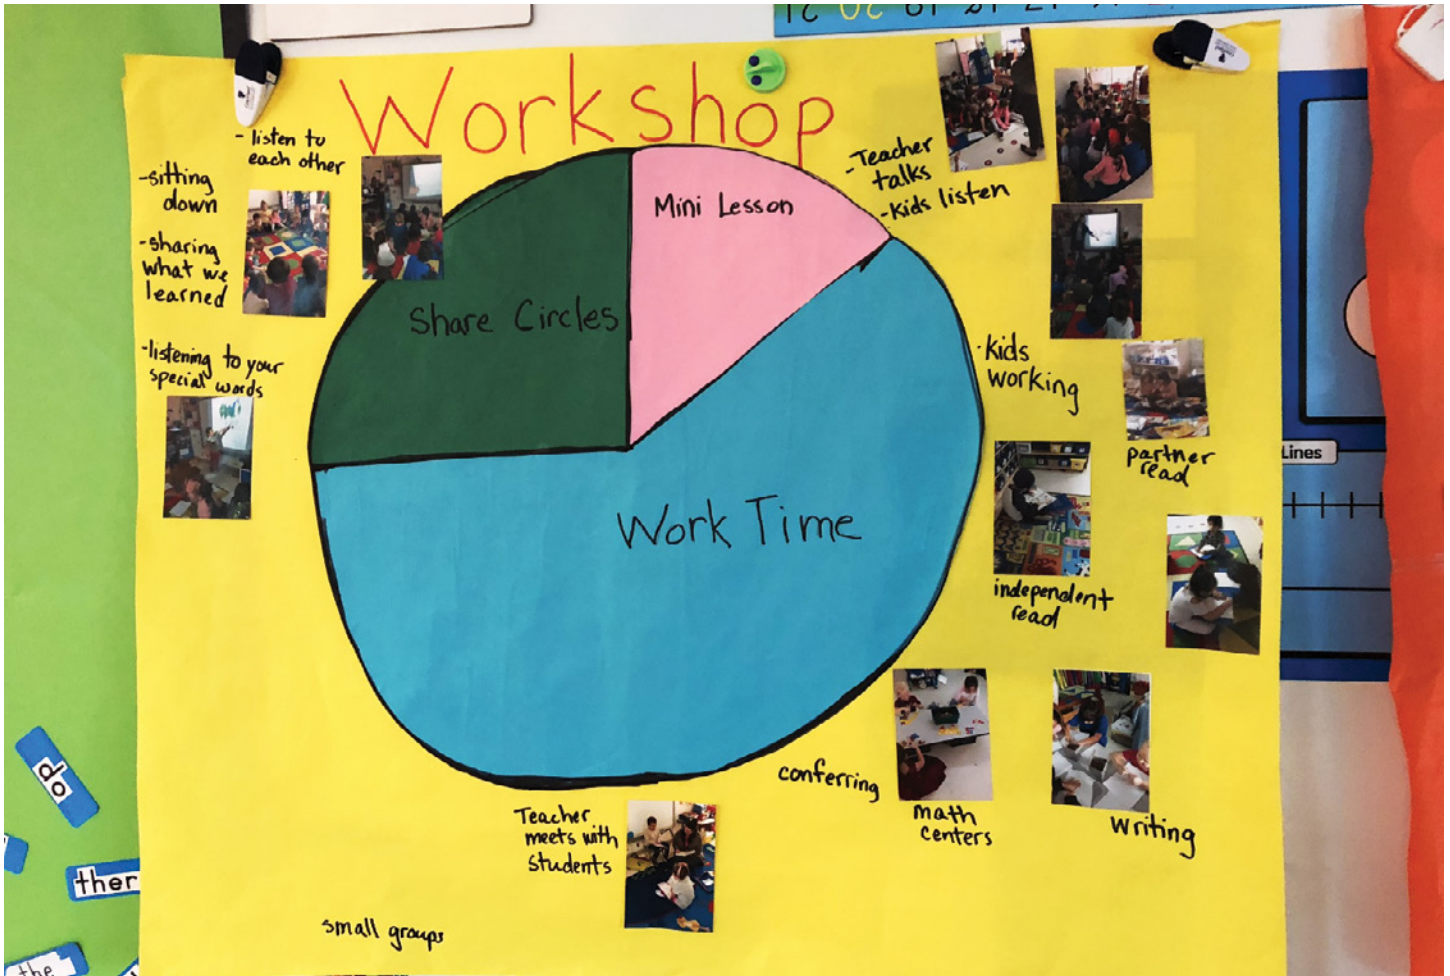 Workshop
- listen to
each other
-sitting
down
-sharing
what we
learned
-listening to your
special words
Share Circles
Mini Lesson
-Teacher
talks
-kids listen
-kids
working
partner
read
independent
read
Work Time
conferring
math
centers
writing
Teacher
meets with
students
small groups
do
ther
the
Lines